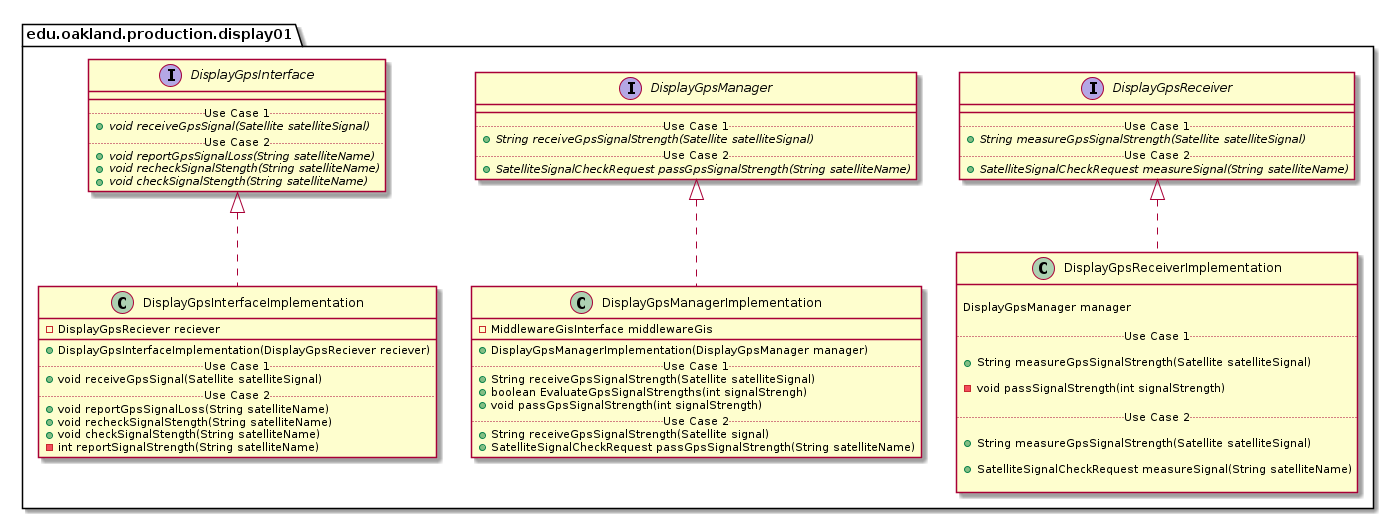 edu.oakland.production.display01
I DisplayGpsInterface
Use Case 1
void receiveGpsSignal(Satellite satelliteSignal)
Use Case 2
void reportGpsSignalLoss(String satelliteName)
void recheckSignalStength(String satelliteName)
void checkSignalStength(String satelliteName)
I DisplayGpsManager
Use Case 1
String receiveGpsSignalStrength(Satellite satelliteSignal)
Use Case 2
SatelliteSignalCheckRequest passGpsSignalStrength(String satelliteName)
I DisplayGpsReceiver
Use Case 1
String measureGpsSignalStrength(Satellite satelliteSignal)
Use Case 2
SatelliteSignalCheckRequest measureSignal(String satelliteName)
C DisplayGpsInterfaceImplementation
DisplayGpsReciever reciever
DisplayGpsInterfaceImplementation(DisplayGpsReciever reciever)
Use Case 1
void receiveGpsSignal(Satellite satelliteSignal)
Use Case 2
void reportGpsSignalLoss(String satelliteName)
void recheckSignalStength(String satelliteName)
void checkSignalStength(String satelliteName)
int reportSignalStrength(String satelliteName)
C DisplayGpsManagerImplementation
MiddlewareGisInterface middlewareGis
DisplayGpsManagerImplementation(DisplayGpsManager manager)
Use Case 1
String receiveGpsSignalStrength(Satellite satelliteSignal)
boolean EvaluateGpsSignalStrengths(int signalStrengh)
void passGpsSignalStrength(int signalStrength)
Use Case 2
String receiveGpsSignalStrength(Satellite signal)
SatelliteSignalCheckRequest passGpsSignalStrength(String satelliteName)
C DisplayGpsReceiverImplementation
DisplayGpsManager manager
Use Case 1
String measureGpsSignalStrength(Satellite satelliteSignal)
void passSignalStrength(int signalStrength)
Use Case 2
String measureGpsSignalStrength(Satellite satelliteSignal)
SatelliteSignalCheckRequest measureSignal(String satelliteName)